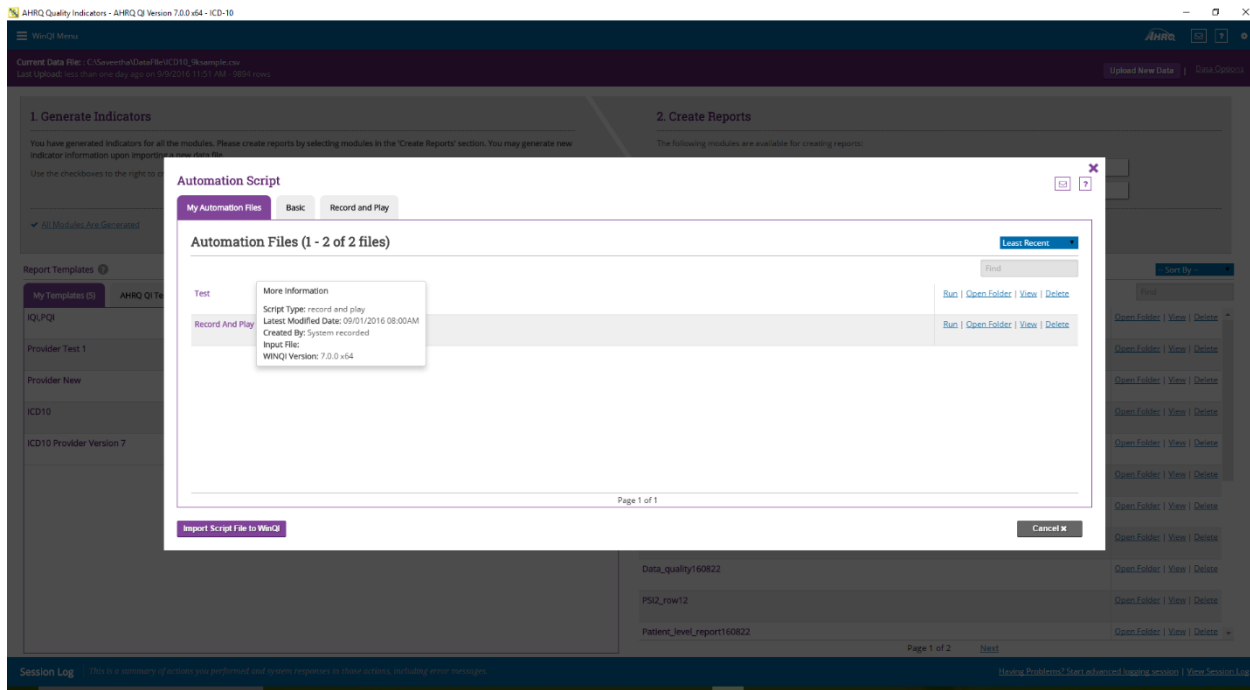 AHRQ Quality Indicators - AHRQ QI Version 7.0.0 x64 - ICD-10
WinQI Menu
AHRQ
Current Data File: : C:\Saveetha\DataFile\ICD10_9ksample.csv
Last Upload: less than one day ago on 9/9/2016 11:51 AM - 9894 rows
Upload New Data | Data Options
1. Generate Indicators
You have generated indicators for all the modules. Please create reports by selecting modules in the 'Create Reports' section. You may generate new
indicator information upon importing a new data file.
Use the checkboxes to the right to
All Modules Are Generated
2. Create Reports
The following modules are available for creating reports:
Report Templates ?
My Templates (5) AHRQ QI Te
- Sort By -
Find
IQI,PQI
Provider Test 1
Provider New
ICD10
ICD10 Provider Version 7
Automation Script
?
My Automation Files Basic Record and Play
Automation Files (1 - 2 of 2 files)
Least Recent
Find
Test
Run | Open Folder | View | Delete
Record And Play
Run | Open Folder | View | Delete
More Information
Script Type: record and play
Latest Modified Date: 09/01/2016 08:00AM
Created By: System recorded
Input File:
WINQI Version: 7.0.0 x64
Page 1 of 1
Import Script File to WinQI
Cancel x
Open Folder | View | Delete
Open Folder | View | Delete
Open Folder | View | Delete
Open Folder | View | Delete
Open Folder | View | Delete
Open Folder | View | Delete
Open Folder | View | Delete
Open Folder | View | Delete
Data_quality160822
Open Folder | View | Delete
PSI2_row12
Open Folder | View | Delete
Patient_level_report160822
Open Folder | View | Delete
Page 1 of 2 Next
Session Log This is a summary of actions you performed and system responses to those actions, including error messages.
Having Problems? Start advanced logging session | View Session Log